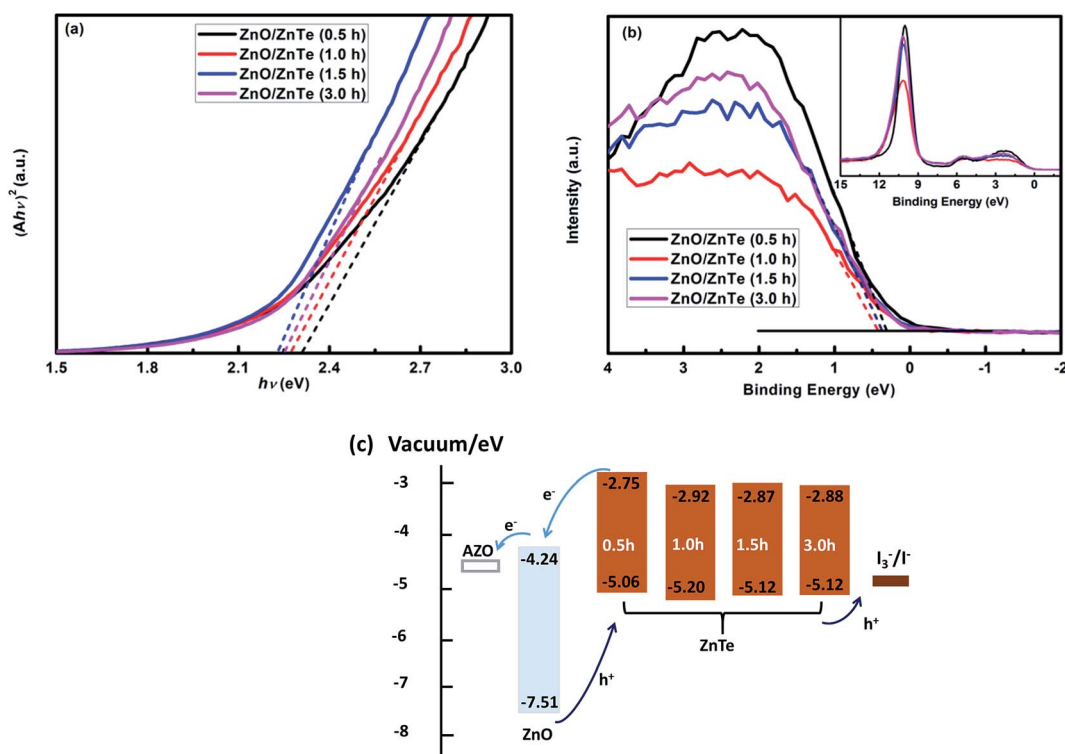 (a)
ZnO/ZnTe (0.5 h)
ZnO/ZnTe (1.0 h)
ZnO/ZnTe (1.5 h)
ZnO/ZnTe (3.0 h)
(Ahν)² (a.u.)
1.5 1.8 2.1 2.4 2.7 3.0
hν (eV)
(b)
Intensity (a.u.)
ZnO/ZnTe (0.5 h)
ZnO/ZnTe (1.0 h)
ZnO/ZnTe (1.5 h)
ZnO/ZnTe (3.0 h)
15 12 9 6 3 0
Binding Energy (eV)
4 3 2 1 0 -1 -2
Binding Energy (eV)
(c) Vacuum/eV
-3
-4
-5
-6
-7
-8
AZO
e⁻
e⁻
-4.24
-7.51
ZnO
h⁺
-2.75
0.5h
-5.06
-2.92
1.0h
-5.20
-2.87
1.5h
-5.12
-2.88
3.0h
-5.12
ZnTe
h⁺
I₃⁻/I⁻